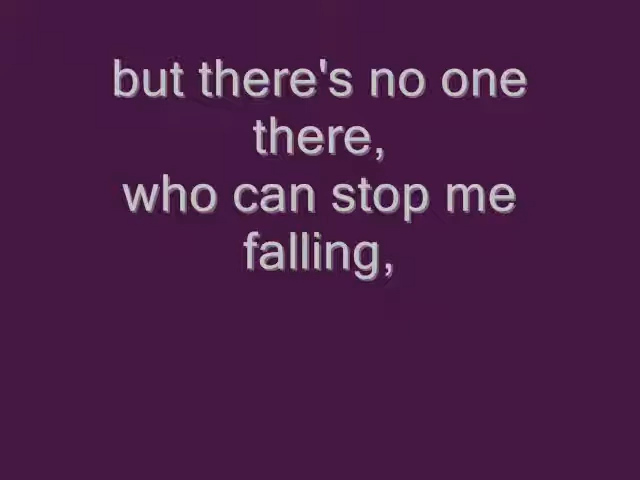 but there's no one
there,
who can stop me
falling,